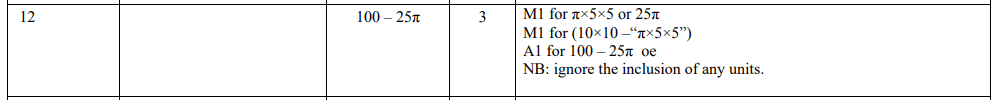 12 100 – 25π 3 M1 for π×5×5 or 25π
M1 for (10×10 –“π×5×5”)
A1 for 100 – 25π oe
NB: ignore the inclusion of any units.